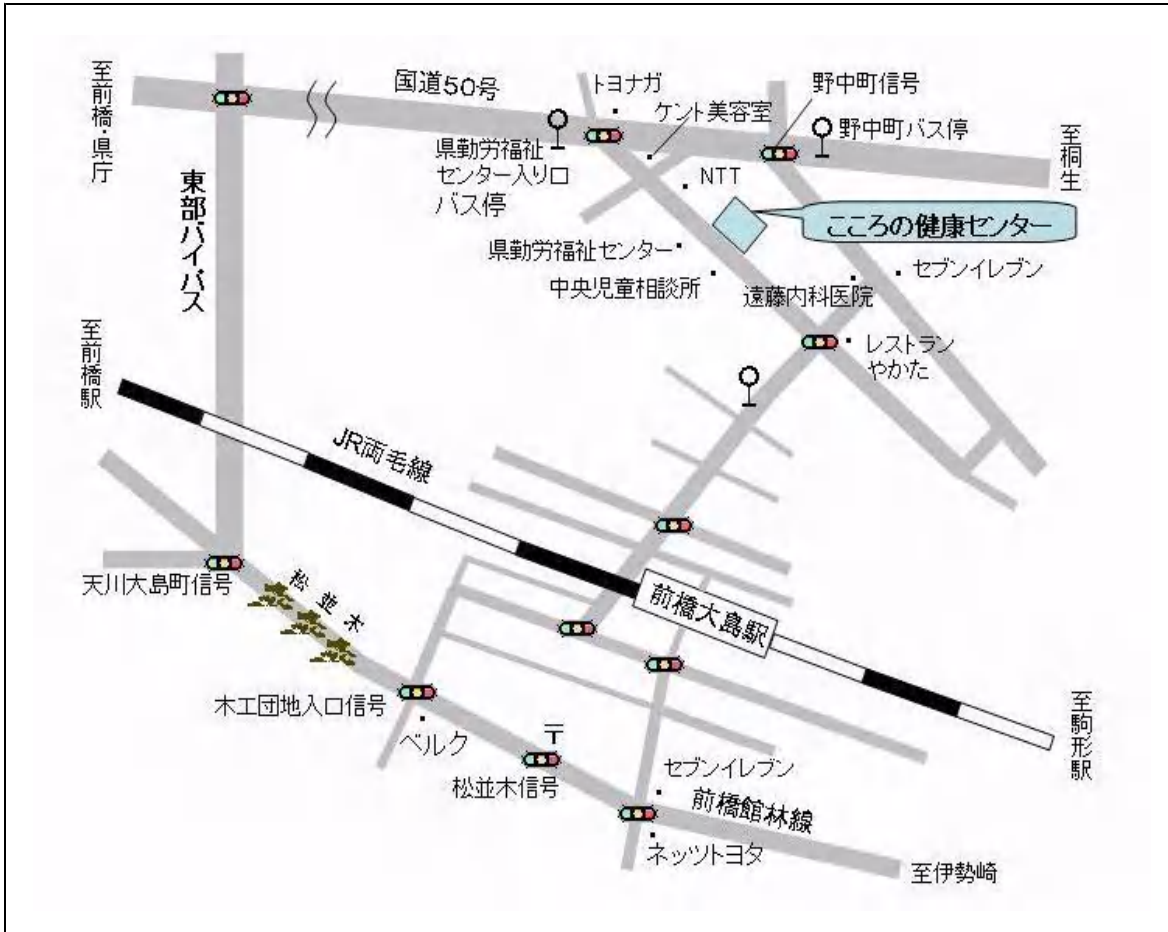 至前橋・県庁
国道50号
トヨナガ
ケント美容室
野中町信号
野中町バス停
至桐生
県勤労福祉
センター入り口
バス停
NTT
東部バイパス
こころの健康センター
県勤労福祉センター
中央児童相談所
遠藤内科医院
セブンイレブン
レストラン
やかた
至前橋駅
JR両毛線
天川大島町信号
松並木
前橋大島駅
木工団地入口信号
ベルク
〒
松並木信号
セブンイレブン
前橋館林線
ネッツトヨタ
至駒形駅
至伊勢崎